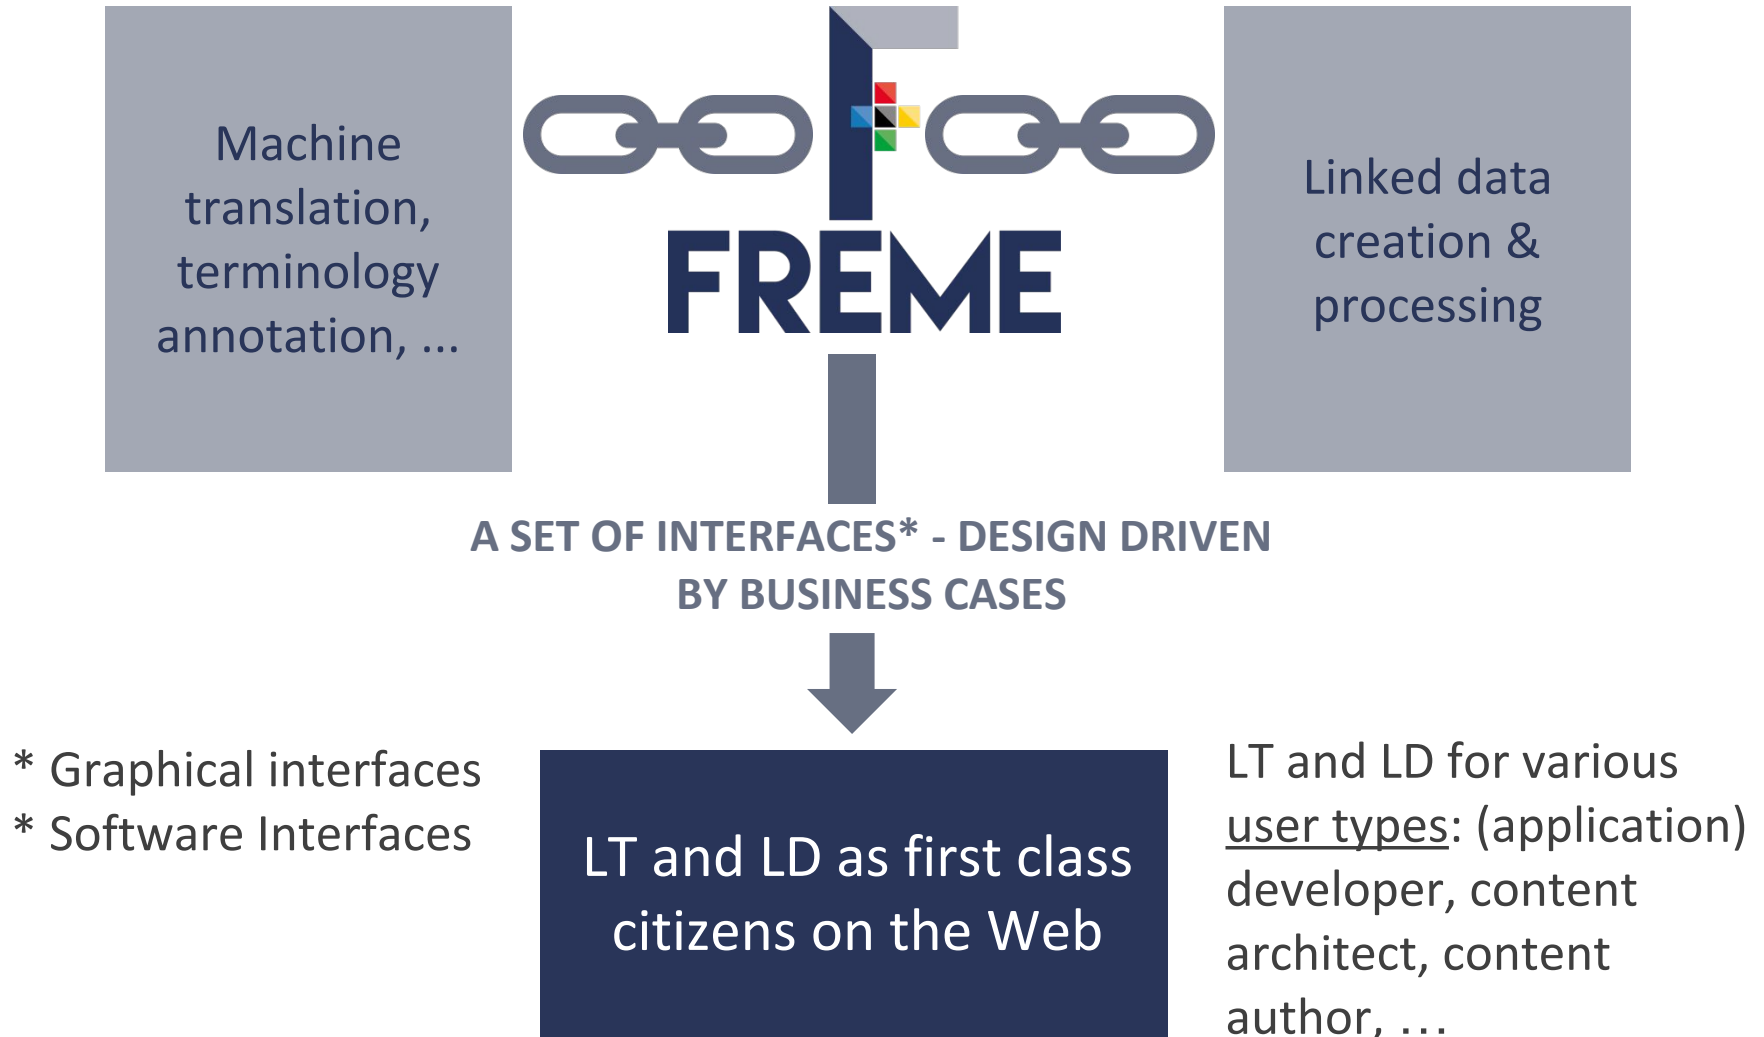 Machine
translation,
terminology
annotation, ...
FREME
Linked data
creation &
processing
A SET OF INTERFACES* - DESIGN DRIVEN
BY BUSINESS CASES
* Graphical interfaces
* Software Interfaces
LT and LD as first class
citizens on the Web
LT and LD for various
user types: (application)
developer, content
architect, content
author, …